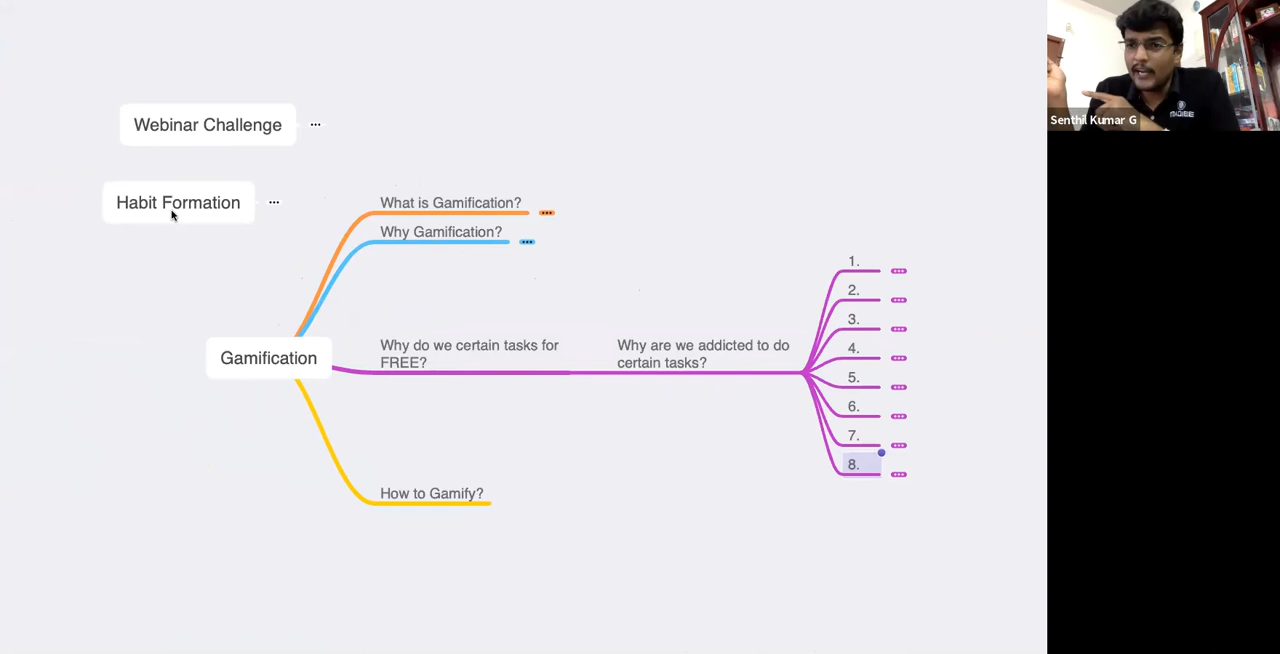 Webinar Challenge
Habit Formation
What is Gamification?
Why Gamification?
Gamification
Why do we certain tasks for
FREE?
Why are we addicted to do
certain tasks?
1.
2.
3.
4.
5.
6.
7.
8.
How to Gamify?
Senthil Kumar G